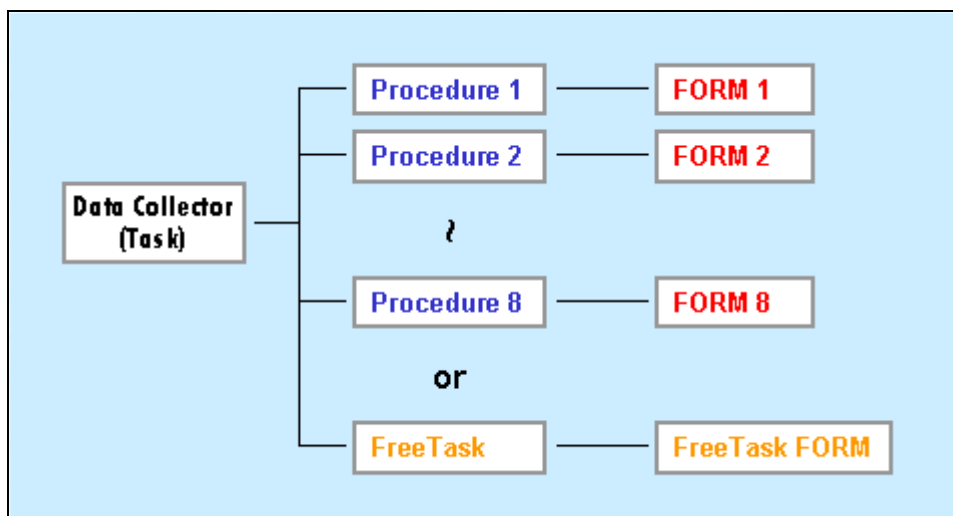 Procedure 1
FORM 1
Procedure 2
FORM 2
Data Collector
(Task)
~
Procedure 8
FORM 8
or
FreeTask
FreeTask FORM